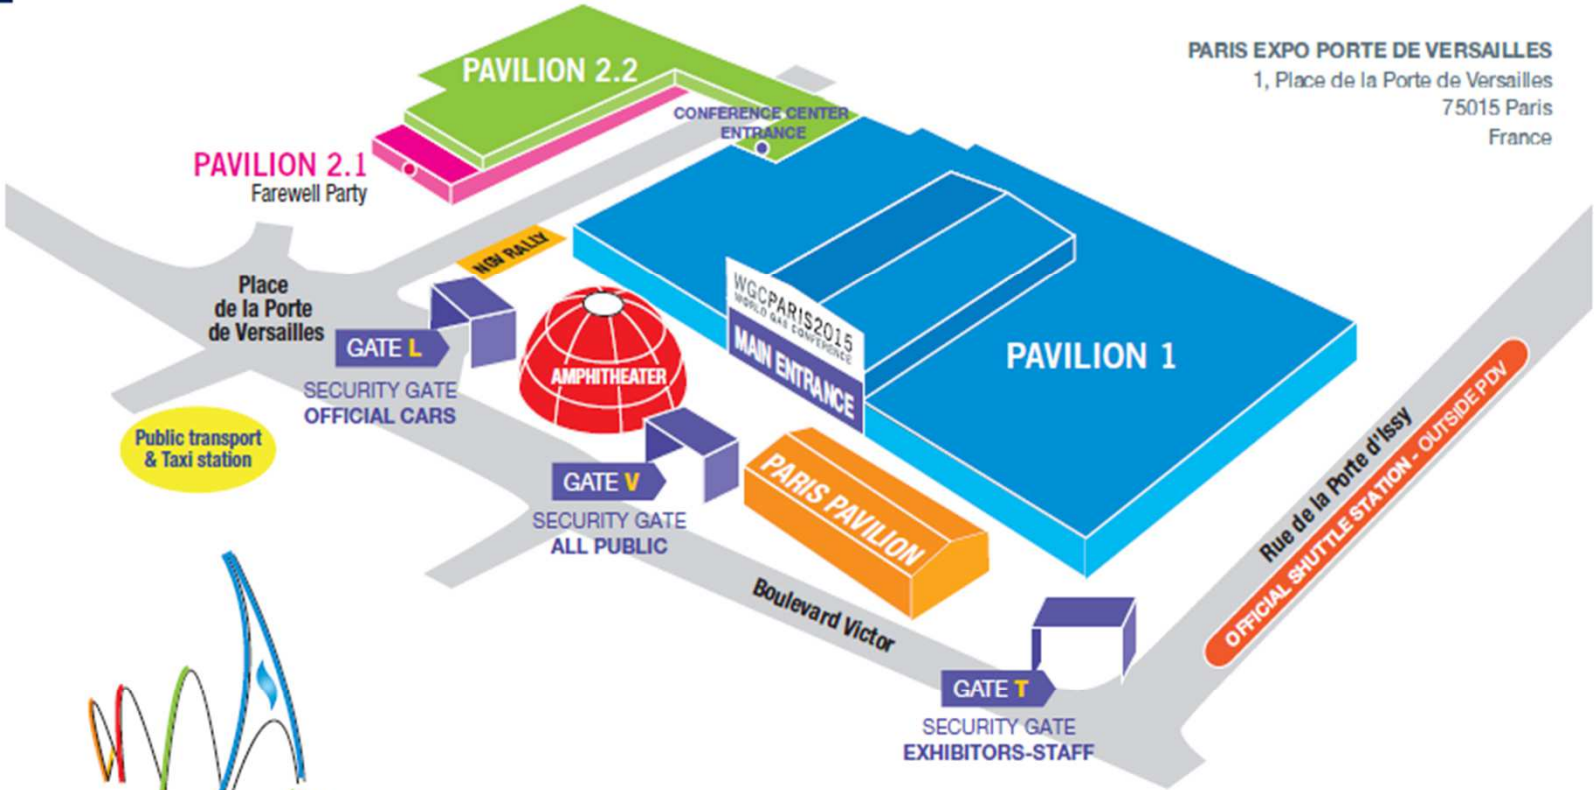 PARIS EXPO PORTE DE VERSAILLES
1, Place de la Porte de Versailles
75015 Paris
France
PAVILION 2.2
CONFERENCE CENTER
ENTRANCE
PAVILION 2.1
Farewell Party
NGV RALLY
Place
de la Porte
de Versailles
GATE L
SECURITY GATE
OFFICIAL CARS
AMPHITHEATER
WGCPARIS2015
WORLD GAS CONFERENCE
MAIN ENTRANCE
PAVILION 1
Public transport
& Taxi station
GATE V
SECURITY GATE
ALL PUBLIC
PARIS PAVILION
Boulevard Victor
Rue de la Porte d'Issy
OFFICIAL SHUTTLE STATION - OUTSIDE PDV
GATE T
SECURITY GATE
EXHIBITORS-STAFF